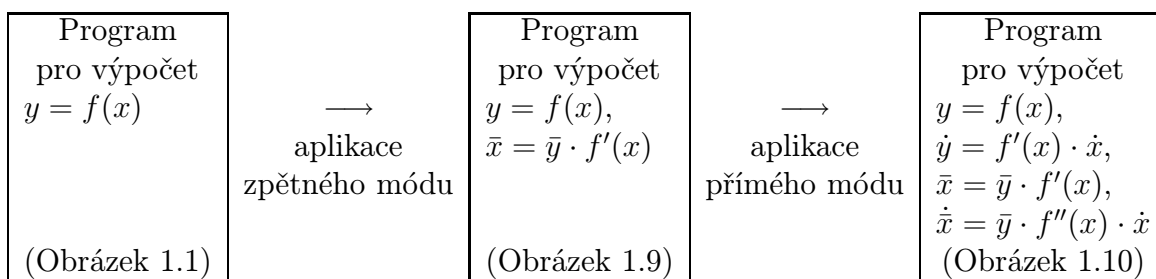 Program
pro výpočet
y = f(x)
(Obrázek 1.1)
⟶
aplikace
zpětného módu
Program
pro výpočet
y = f(x),
x̄ = ȳ · f′(x)
(Obrázek 1.9)
⟶
aplikace
přímého módu
Program
pro výpočet
y = f(x),
ẏ = f′(x) · ẋ,
x̄ = ȳ · f′(x),
x̄̇ = ȳ · f″(x) · ẋ
(Obrázek 1.10)